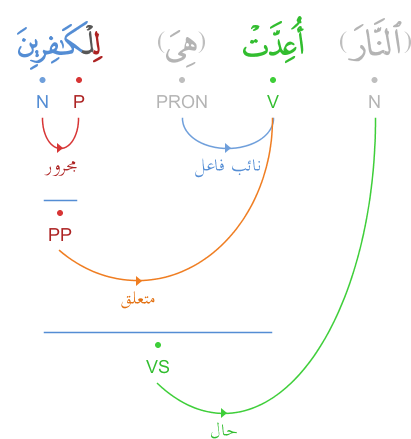 (ٱلنَّارَ) أُعِدَّتْ (هِىَ) لِلْكَـٰفِرِينَ
N V PRON P N
نائب فاعل مجرور
PP
متعلق
VS
حال